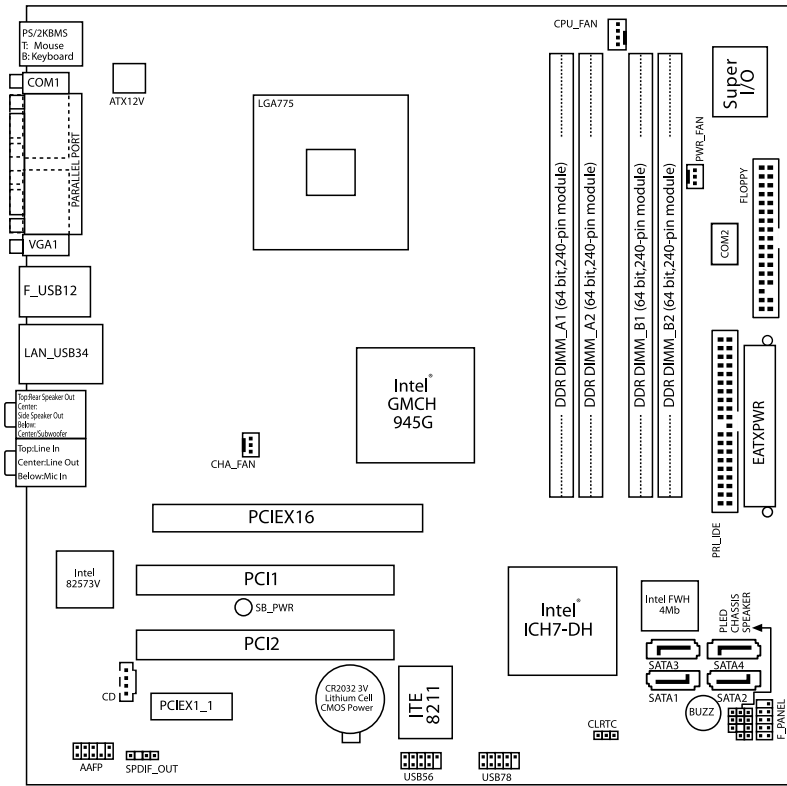 PS/2KBMS
T: Mouse
B: Keyboard
CPU_FAN
COM1
ATX12V
LGA775
Super
I/O
PARALLEL PORT
PWR_FAN
FLOPPY
VGA1
COM2
F_USB12
DDR DIMM_A1 (64 bit,240-pin module)
DDR DIMM_A2 (64 bit,240-pin module)
DDR DIMM_B1 (64 bit,240-pin module)
DDR DIMM_B2 (64 bit,240-pin module)
LAN_USB34
Intel®
GMCH
945G
Top:Rear Speaker Out
Center:
Side Speaker Out
Below:
Center/Subwoofer
EATXPWR
Top:Line In
Center:Line Out
Below:Mic In
CHA_FAN
PCIEX16
PRI_IDE
Intel
82573V
PCI1
SB_PWR
Intel®
ICH7-DH
Intel FWH
4Mb
PLED
CHASSIS
SPEAKER
PCI2
SATA3
SATA4
CD
CR2032 3V
Lithium Cell
CMOS Power
ITE
8211
SATA1
SATA2
PCIEX1_1
BUZZ
CLRTC
F_PANEL
AAFP
SPDIF_OUT
USB56
USB78